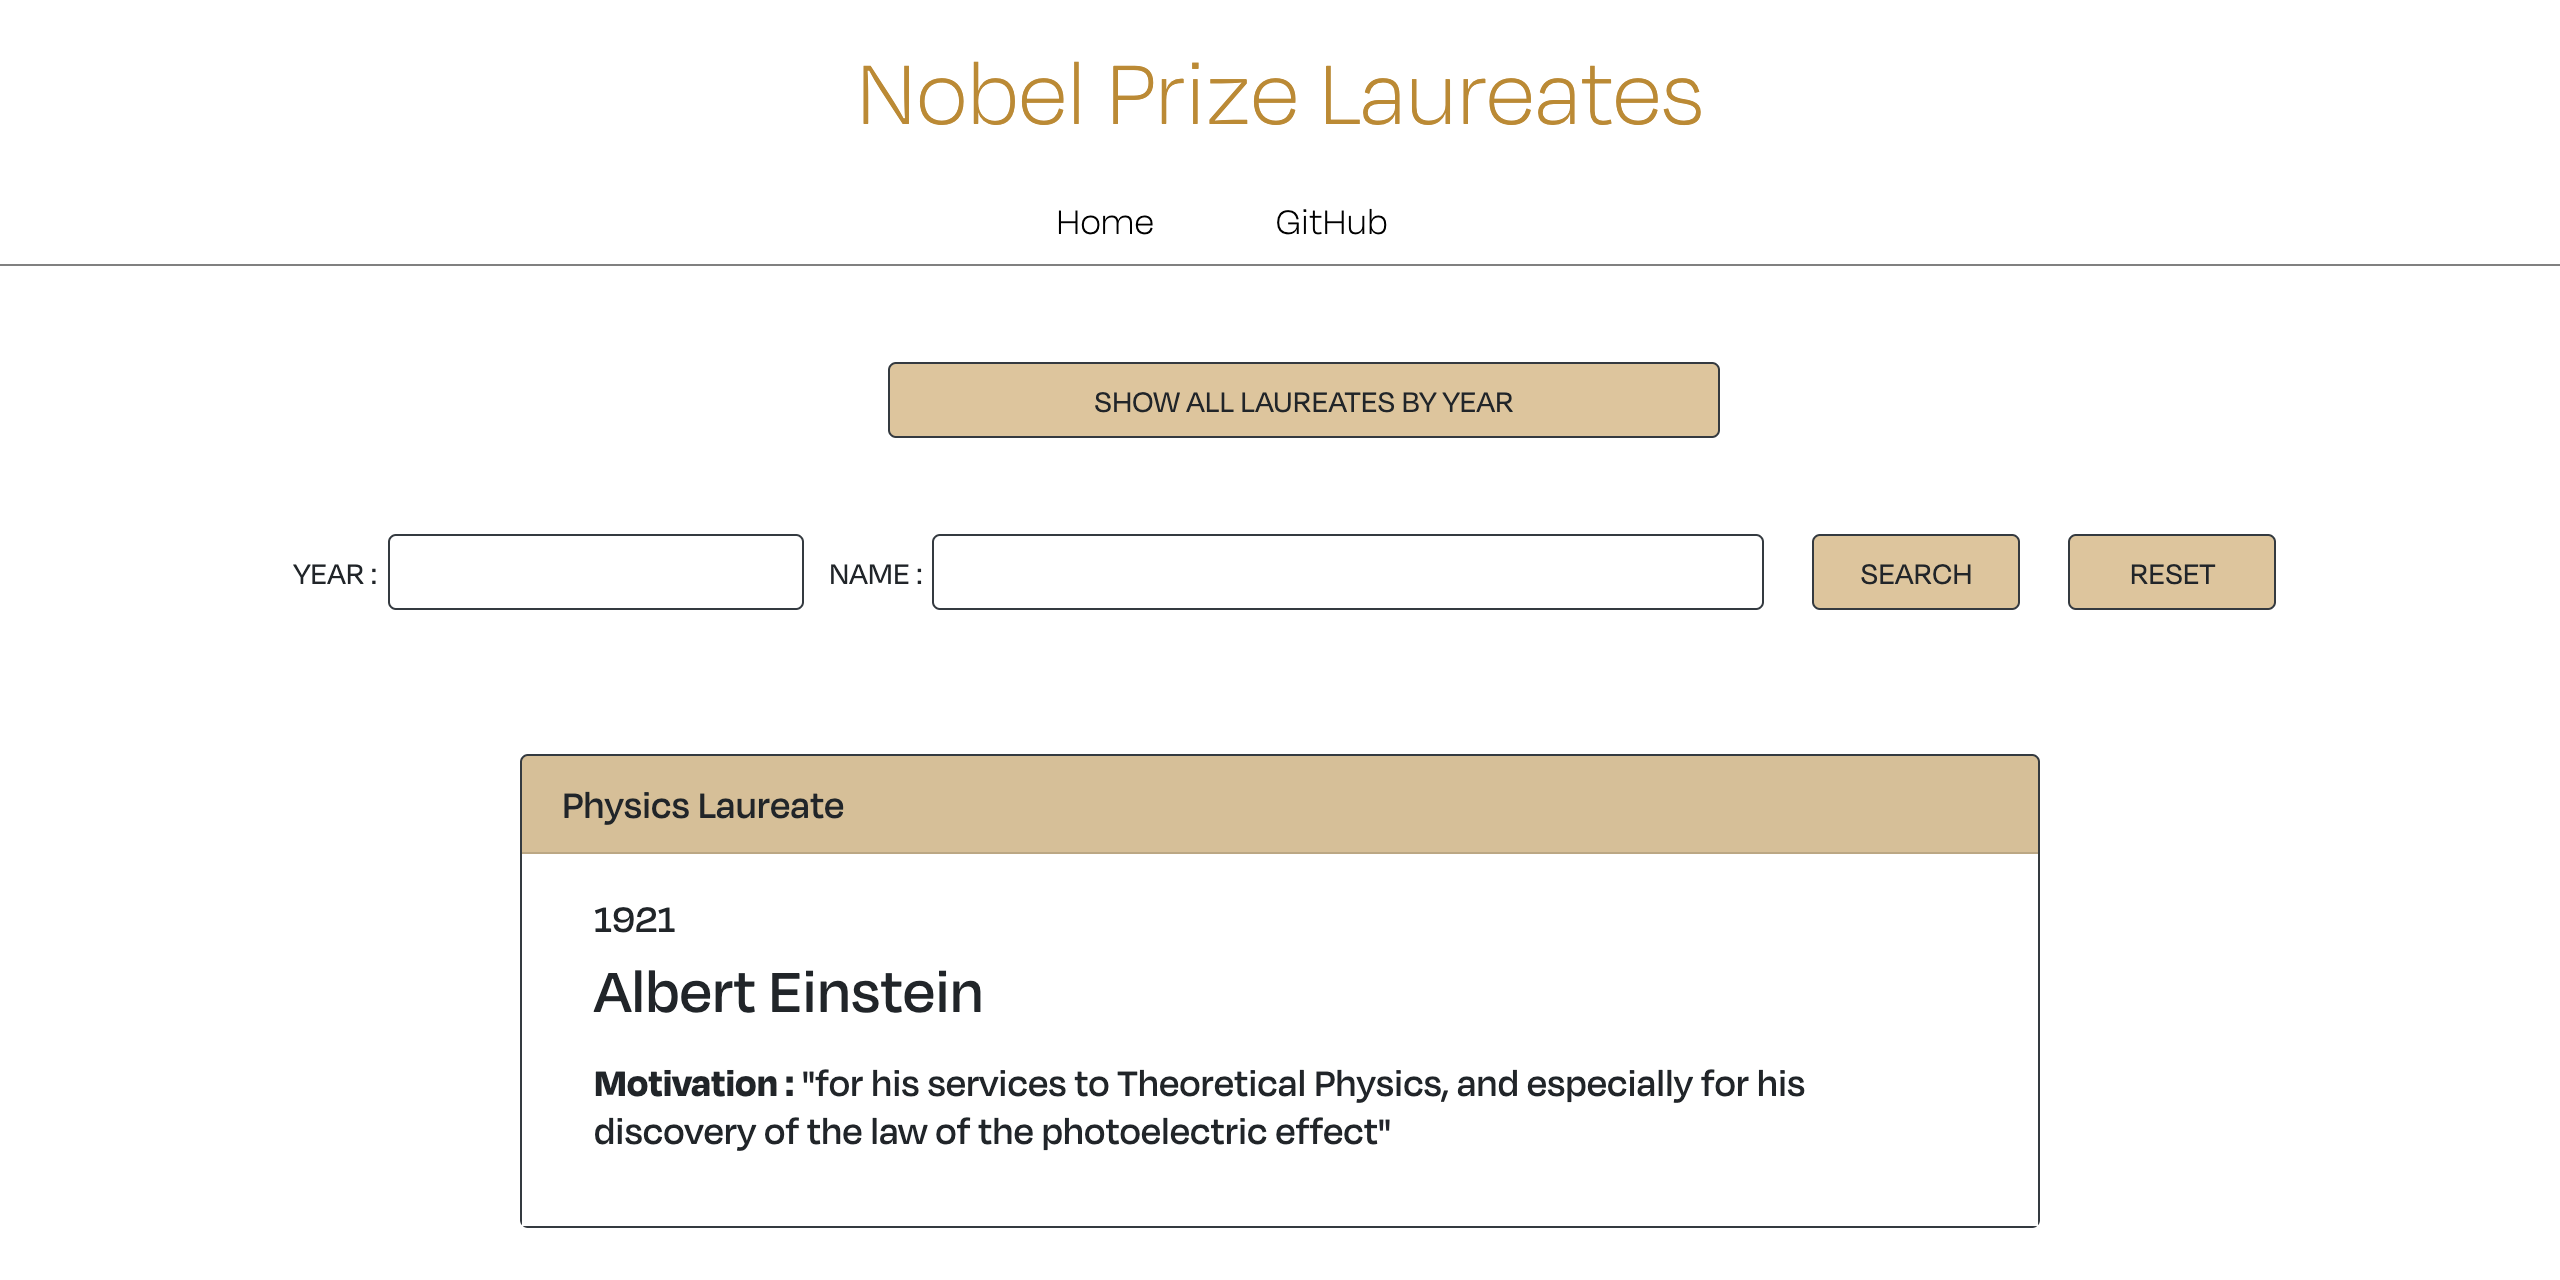 Nobel Prize Laureates
Home GitHub
SHOW ALL LAUREATES BY YEAR
YEAR : NAME : SEARCH RESET
Physics Laureate
1921
Albert Einstein
Motivation : "for his services to Theoretical Physics, and especially for his
discovery of the law of the photoelectric effect"